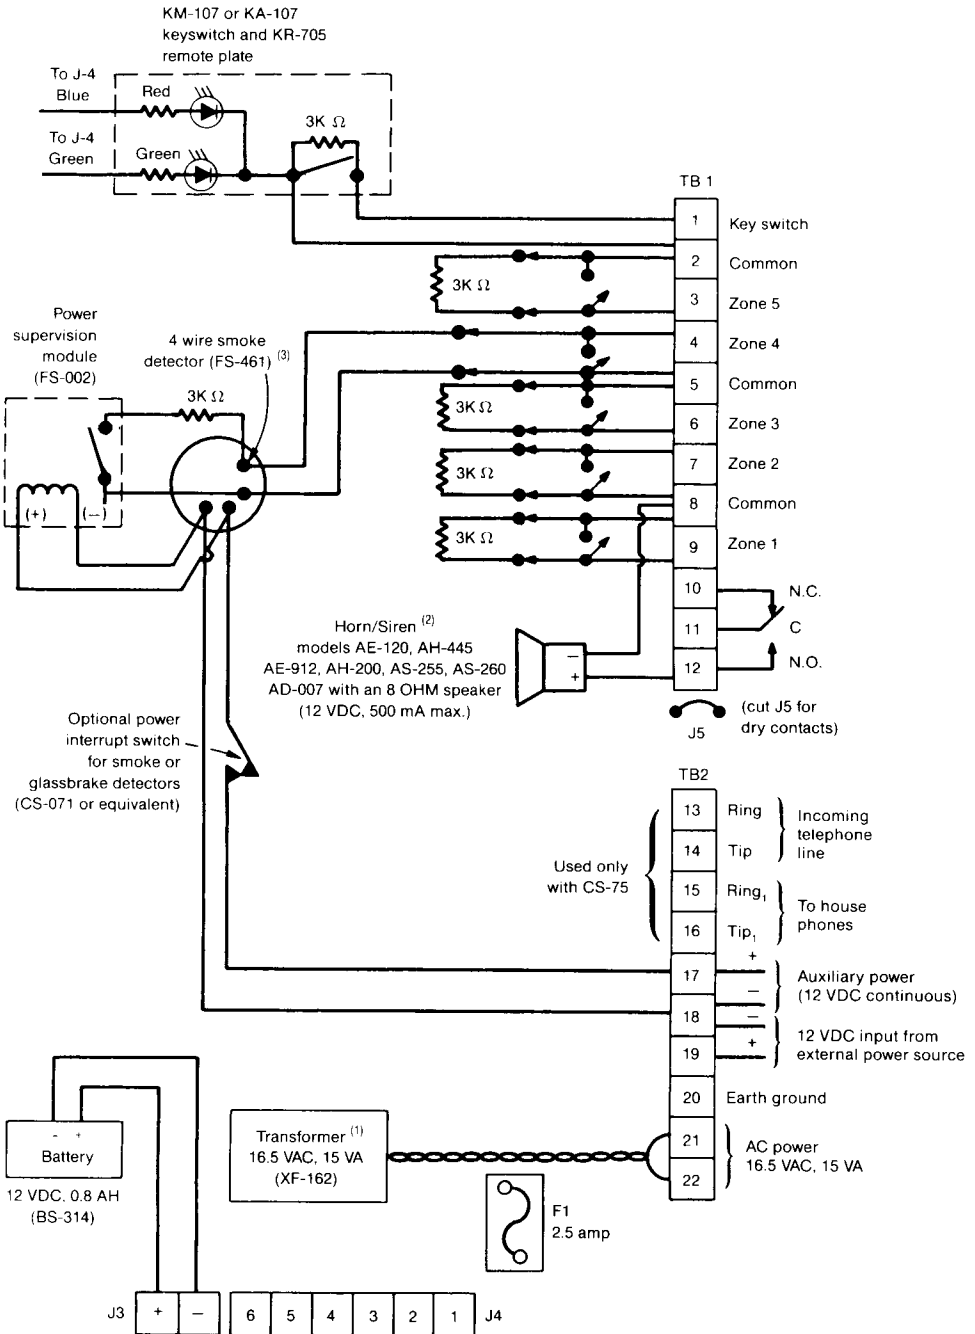 KM-107 or KA-107
keyswitch and KR-705
remote plate
To J-4
Blue
Red
To J-4
Green
Green
3K Ω
TB 1
1 Key switch
2 Common
3K Ω
3 Zone 5
4 Zone 4
5 Common
3K Ω
6 Zone 3
7 Zone 2
3K Ω
8 Common
9 Zone 1
3K Ω
10 N.C.
11 C
12 N.O.
Power
supervision
module
(FS-002)
4 wire smoke
detector (FS-461) (3)
3K Ω
(+) (−)
Horn/Siren (2)
models AE-120, AH-445
AE-912, AH-200, AS-255, AS-260
AD-007 with an 8 OHM speaker
(12 VDC, 500 mA max.)
−
+
J5
(cut J5 for
dry contacts)
Optional power
interrupt switch
for smoke or
glassbrake detectors
(CS-071 or equivalent)
TB2
13 Ring
14 Tip
Incoming
telephone
line
Used only
with CS-75
15 Ring1
16 Tip1
To house
phones
17 +
−
Auxiliary power
(12 VDC continuous)
18 −
19 +
12 VDC input from
external power source
20 Earth ground
21
22
AC power
16.5 VAC, 15 VA
- +
Battery
12 VDC, 0.8 AH
(BS-314)
Transformer (1)
16.5 VAC, 15 VA
(XF-162)
F1
2.5 amp
J3 + − 6 5 4 3 2 1 J4